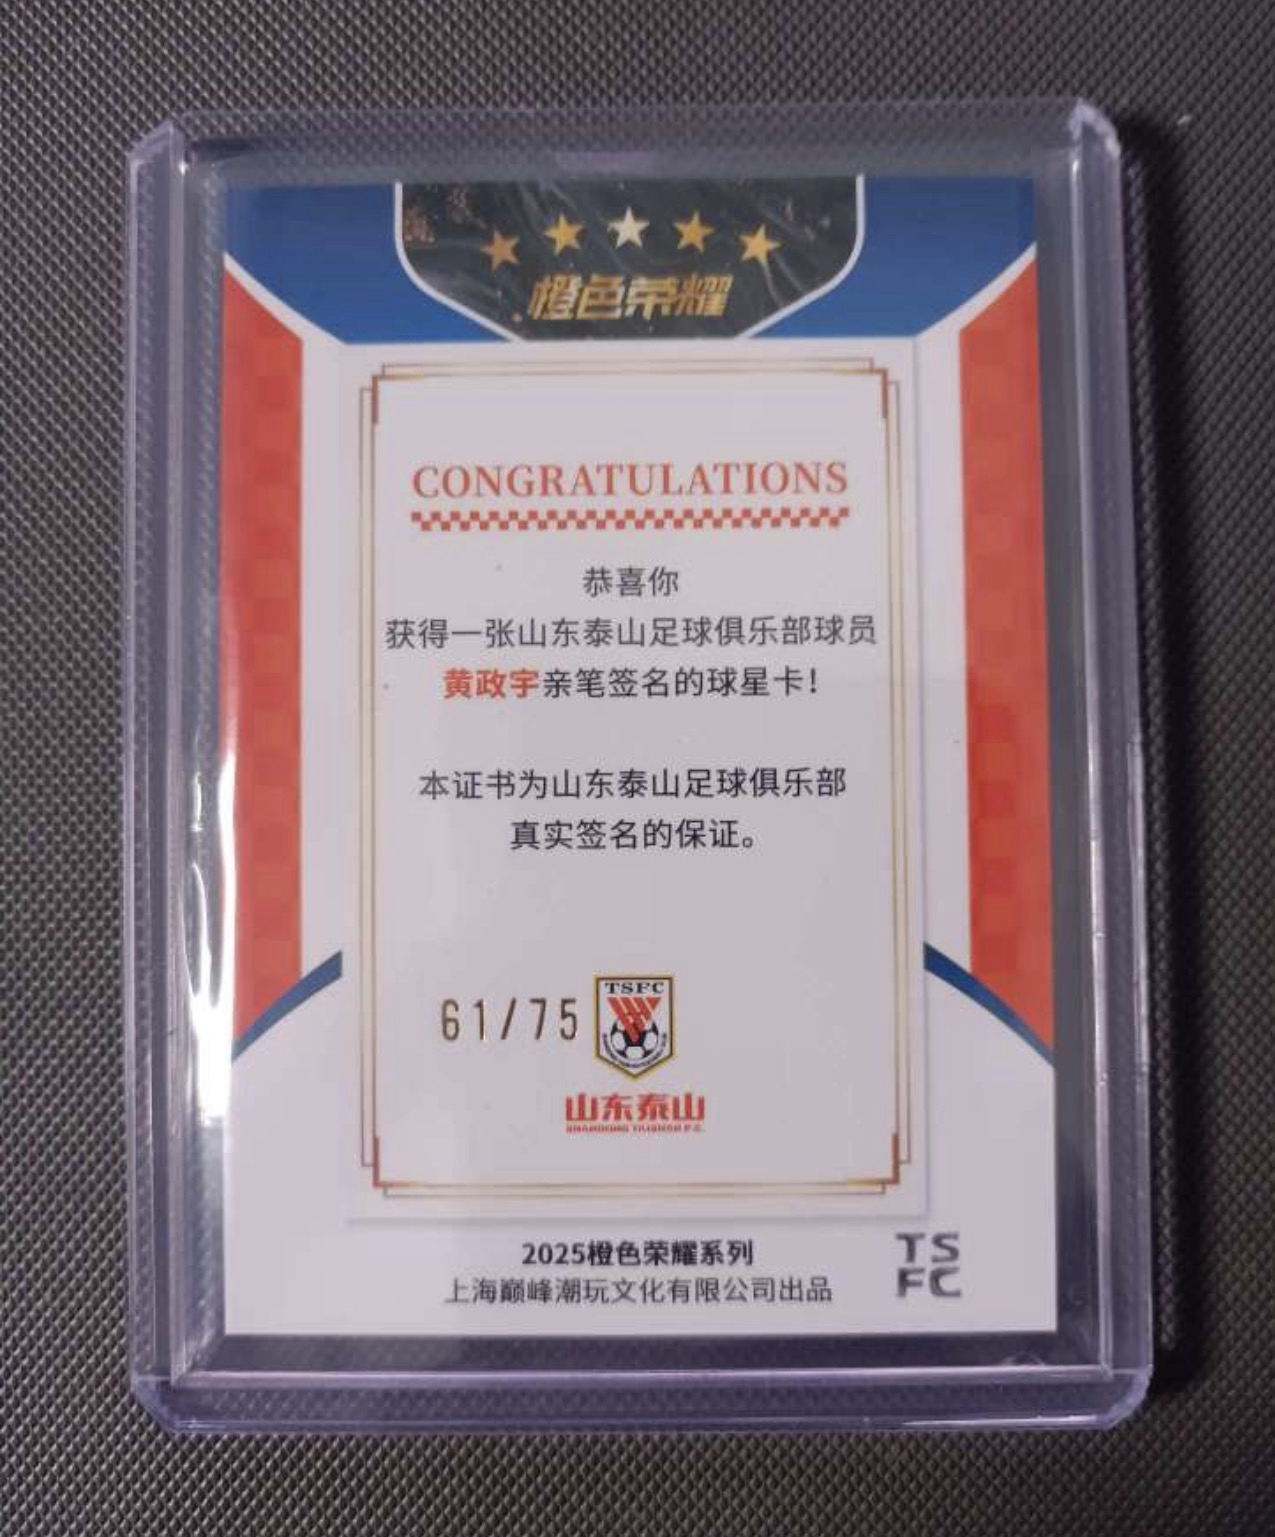 橙色荣耀
CONGRATULATIONS
恭喜你
获得一张山东泰山足球俱乐部球员
黄政宇亲笔签名的球星卡!
本证书为山东泰山足球俱乐部
真实签名的保证。
61/75
TSFC
山东泰山
SHANDONG TAISHAN F.C.
2025橙色荣耀系列
上海巅峰潮玩文化有限公司出品
TS
FC